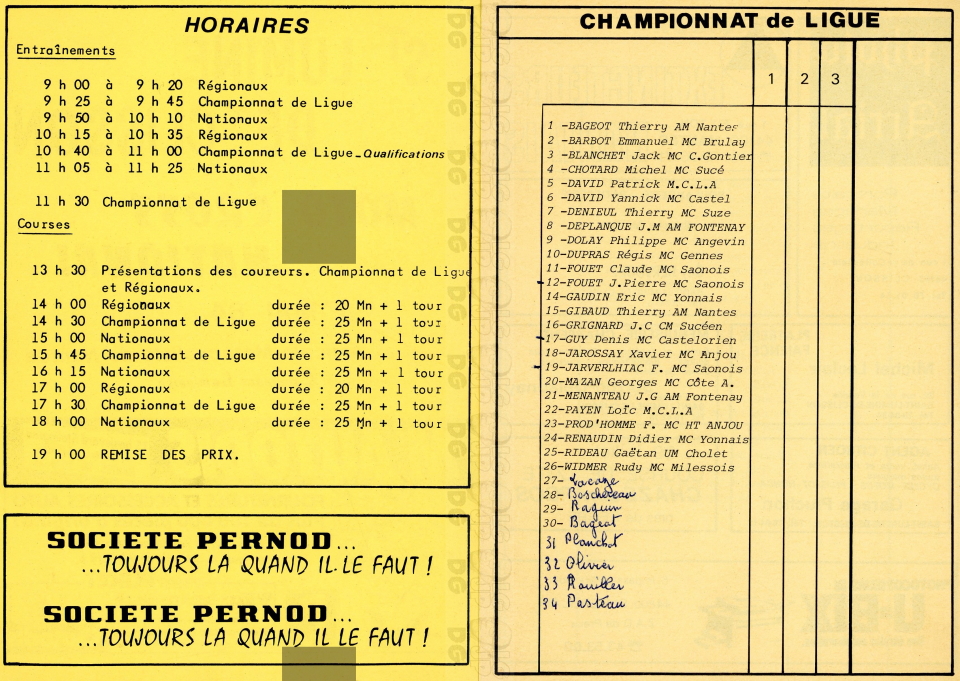 HORAIRES
Entraînements
9 h 00 à 9 h 20 Régionaux
9 h 25 à 9 h 45 Championnat de Ligue
9 h 50 à 10 h 10 Nationaux
10 h 15 à 10 h 35 Régionaux
10 h 40 à 11 h 00 Championnat de Ligue - Qualifications
11 h 05 à 11 h 25 Nationaux
11 h 30 Championnat de Ligue
Courses
13 h 30 Présentations des coureurs. Championnat de Ligue
et Régionaux.
14 h 00 Régionaux durée : 20 Mn + 1 tour
14 h 30 Championnat de Ligue durée : 25 Mn + 1 tour
15 h 00 Nationaux durée : 25 Mn + 1 tour
15 h 45 Championnat de Ligue durée : 25 Mn + 1 tour
16 h 15 Nationaux durée : 25 Mn + 1 tour
17 h 00 Régionaux durée : 20 Mn + 1 tour
17 h 30 Championnat de Ligue durée : 25 Mn + 1 tour
18 h 00 Nationaux durée : 25 Mn + 1 tour
19 h 00 REMISE DES PRIX.
SOCIETE PERNOD...
...TOUJOURS LA QUAND IL LE FAUT !
SOCIETE PERNOD...
...TOUJOURS LA QUAND IL LE FAUT !
CHAMPIONNAT de LIGUE
1 2 3
1 -BAGEOT Thierry AM Nantes
2 -BARBOT Emmanuel MC Brulay
3 -BLANCHET Jack MC C.Gontier
4 -CHOTARD Michel MC Sucé
5 -DAVID Patrick M.C.L.A
6 -DAVID Yannick MC Castel
7 -DENIEUL Thierry MC Suze
8 -DEPLANQUE J.M AM FONTENAY
9 -DOLAY Philippe MC Angevin
10-DUPRAS Régis MC Gennes
11-FOUET Claude MC Saonois
12-FOUET J.Pierre MC Saonois
14-GAUDIN Eric MC Yonnais
15-GIBAUD Thierry AM Nantes
16-GRIGNARD J.C CM Sucéen
17-GUY Denis MC Castelorien
18-JAROSSAY Xavier MC Anjou
19-JARVERLHIAC F. MC Saonois
20-MAZAN Georges MC Côte A.
21-MENANTEAU J.G AM Fontenay
22-PAYEN Loïc M.C.L.A
23-PROD'HOMME F. MC HT ANJOU
24-RENAUDIN Didier MC Yonnais
25-RIDEAU Gaëtan UM Cholet
26-WIDMER Rudy MC Milessois
27- Lacaze
28- Boschereau
29- Raguin
30- Bageot
31 Planchot
32 Olivier
33 Rouiller
34 Pasteau